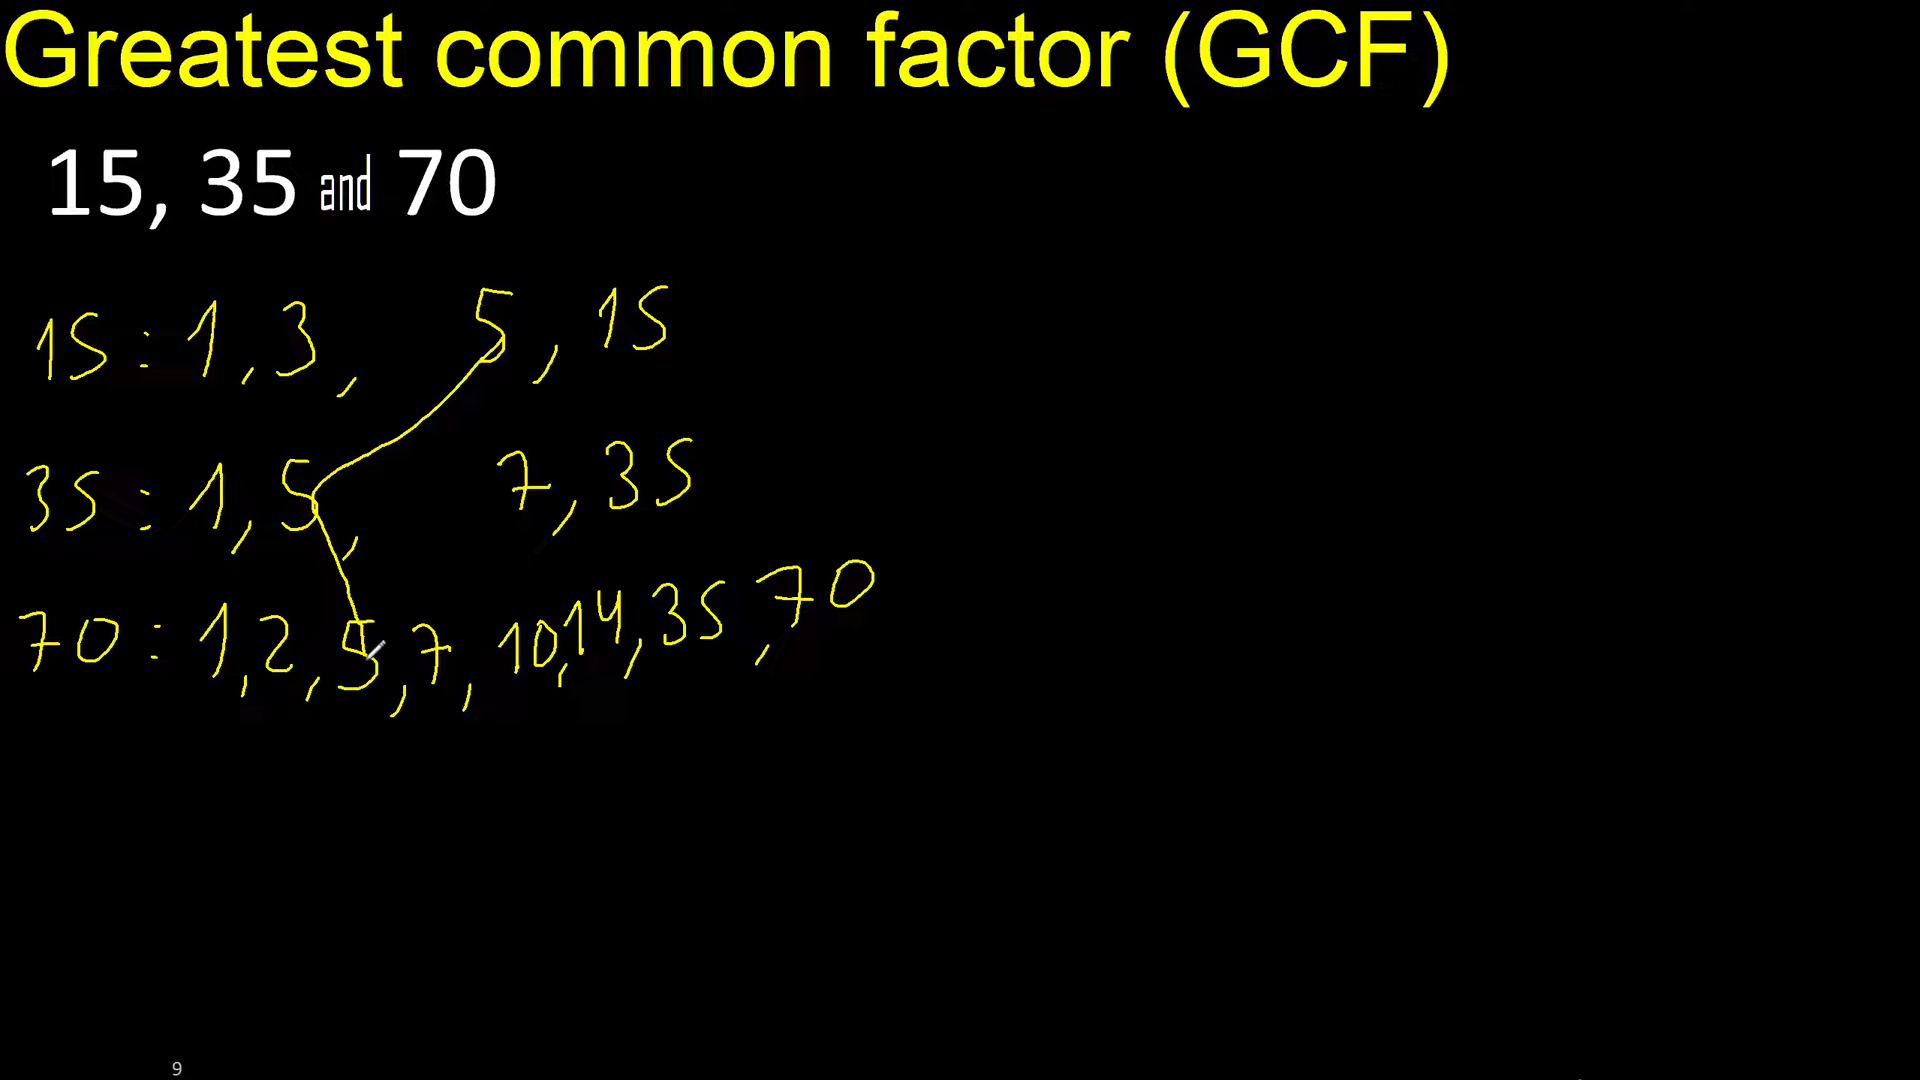 Greatest common factor (GCF)
15, 35 and 70
15 : 1, 3, 5, 15
35 : 1, 5, 7, 35
70 : 1, 2, 5, 7, 10, 14, 35, 70
9